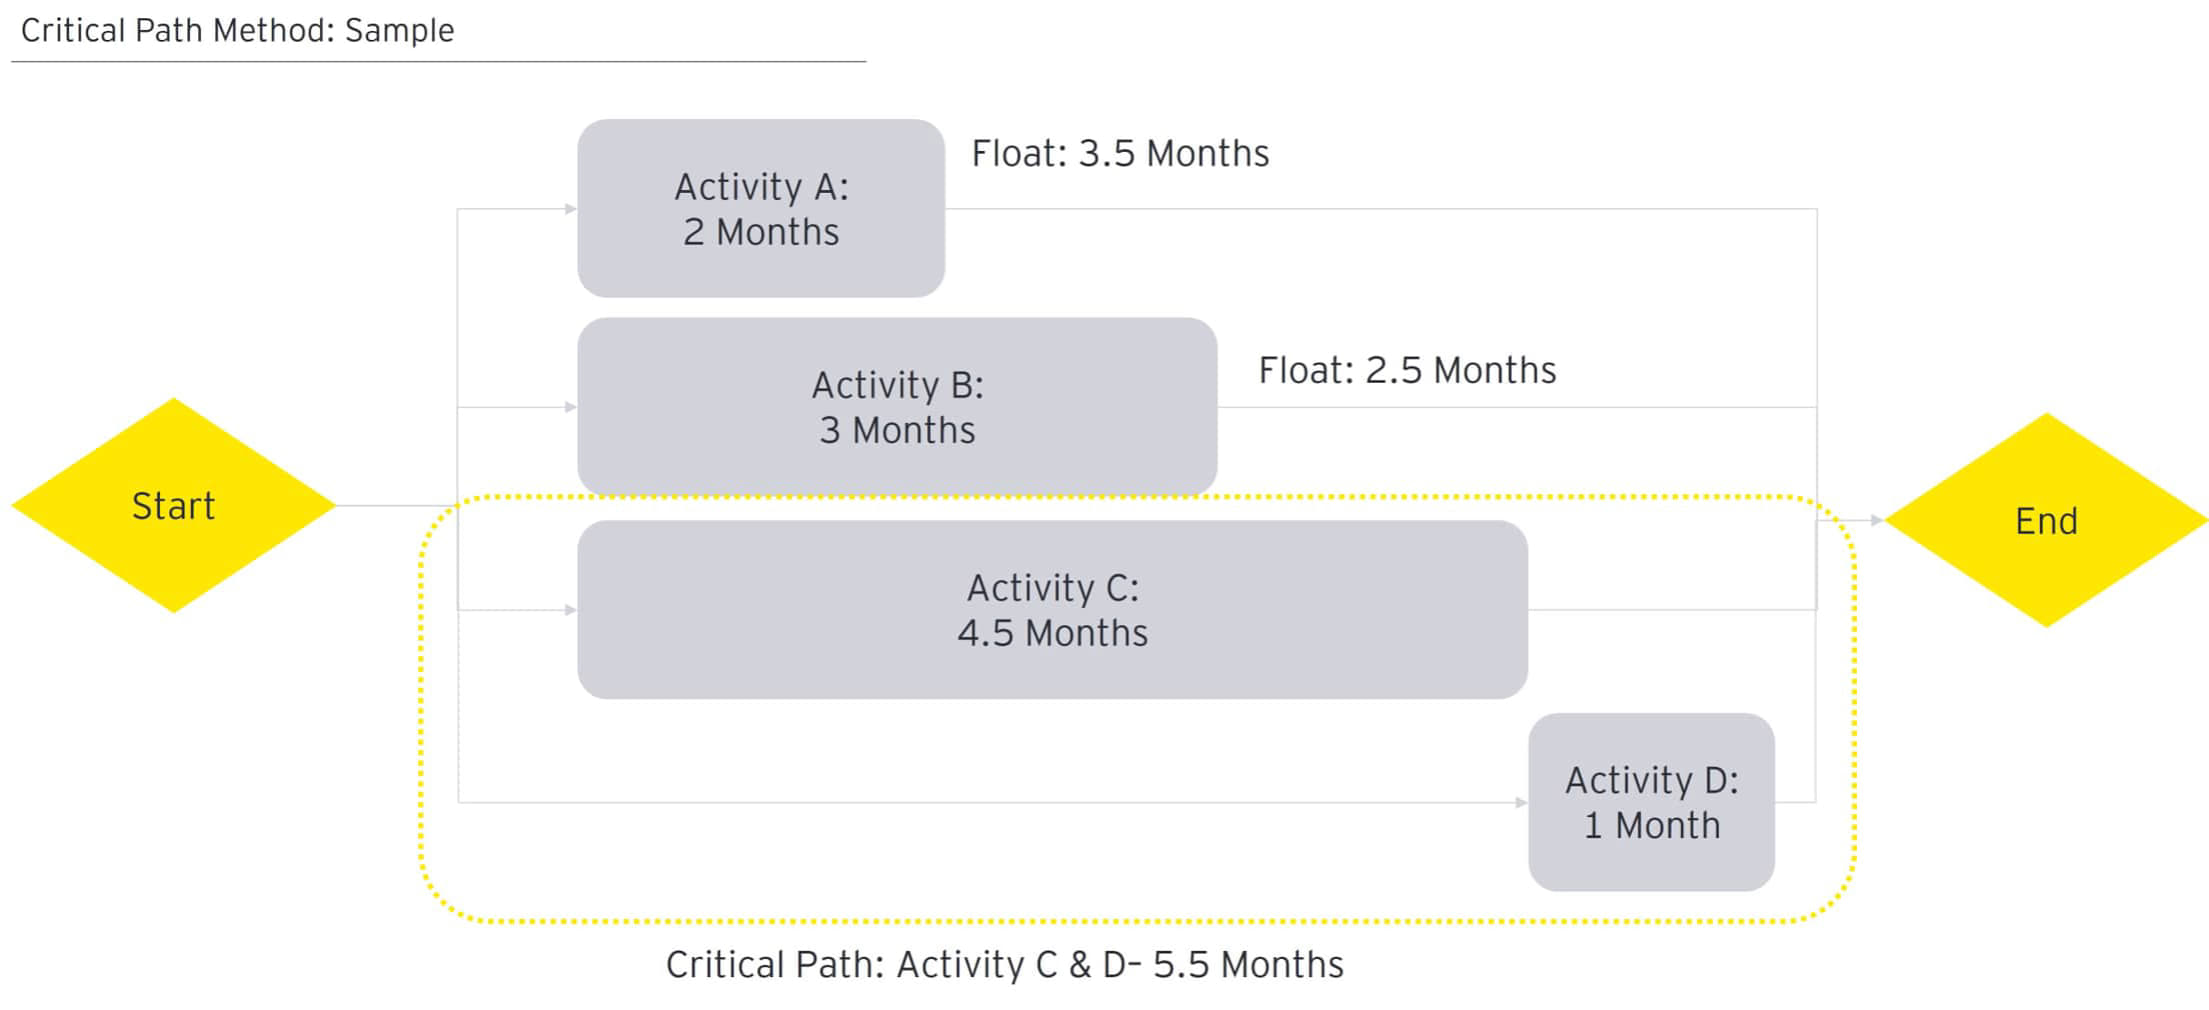 Critical Path Method: Sample
Activity A:
2 Months
Float: 3.5 Months
Activity B:
3 Months
Float: 2.5 Months
Start
End
Activity C:
4.5 Months
Activity D:
1 Month
Critical Path: Activity C & D– 5.5 Months